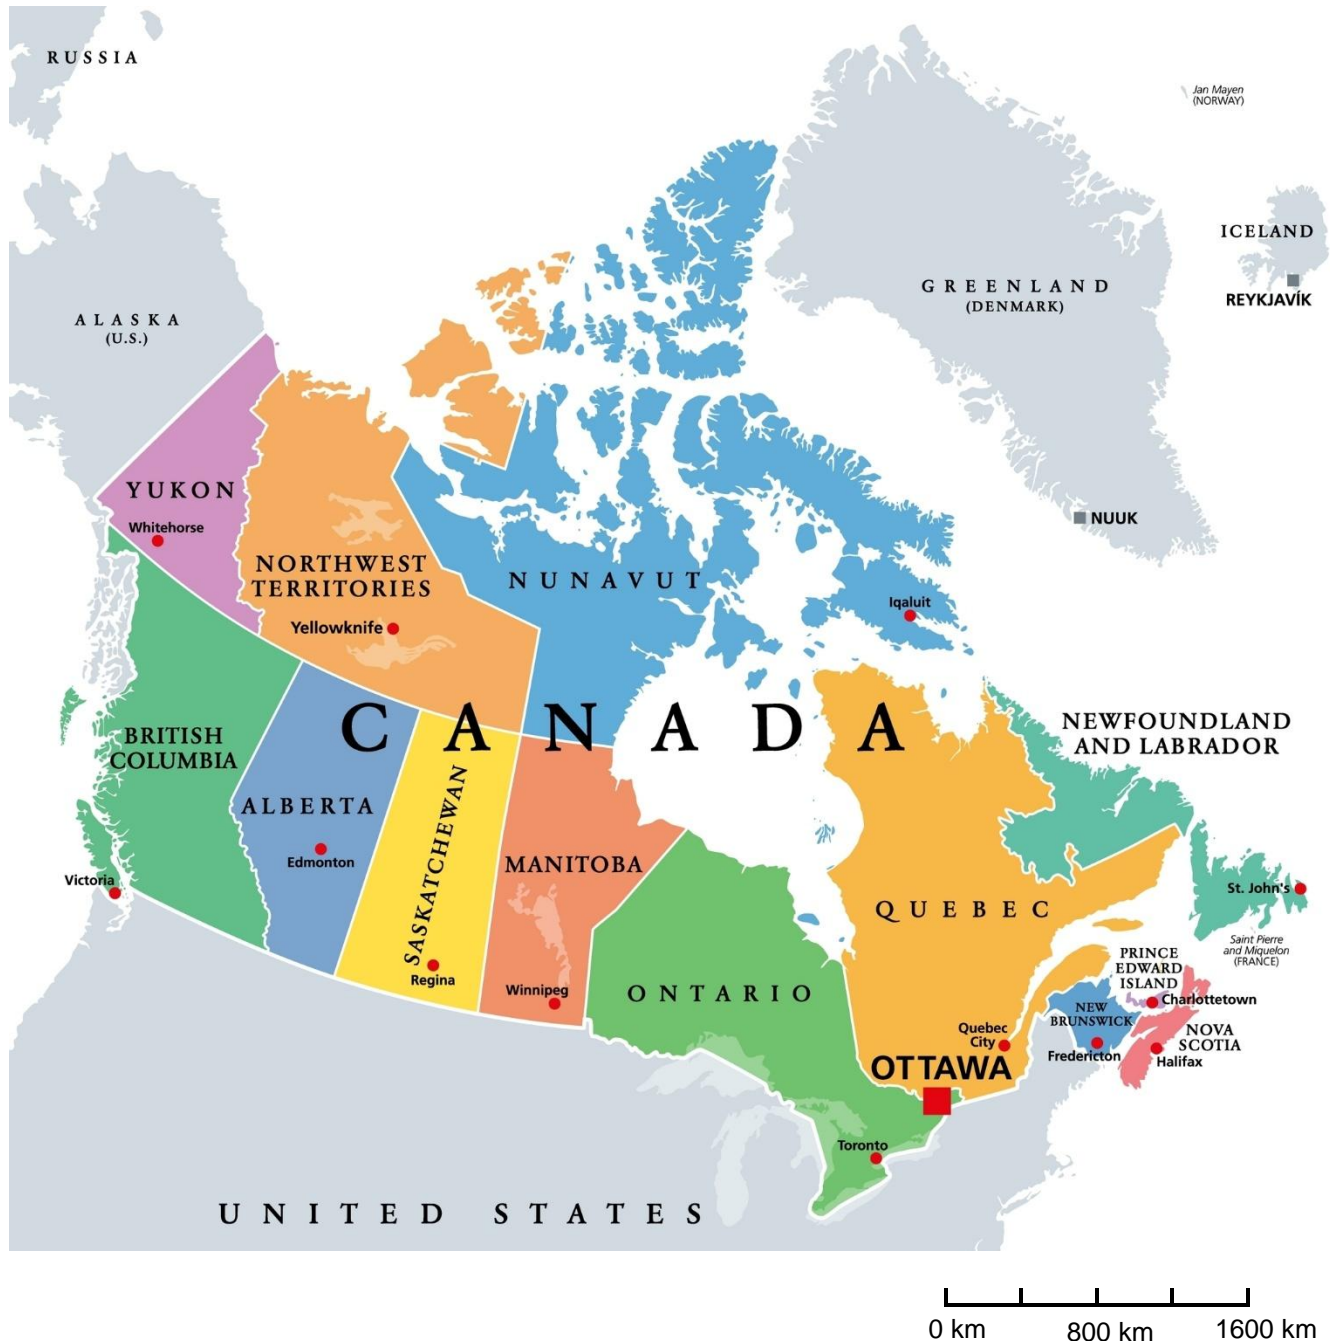 RUSSIA
Jan Mayen
(NORWAY)
ICELAND
REYKJAVÍK
GREENLAND
(DENMARK)
ALASKA
(U.S.)
YUKON
Whitehorse
NUUK
NORTHWEST
TERRITORIES
Yellowknife
NUNAVUT
Iqaluit
CANADA
NEWFOUNDLAND
AND LABRADOR
BRITISH
COLUMBIA
ALBERTA
Edmonton
SASKATCHEWAN
Regina
MANITOBA
Winnipeg
Victoria
QUEBEC
St. John's
Saint Pierre
and Miquelon
(FRANCE)
PRINCE
EDWARD
ISLAND
Charlottetown
ONTARIO
NEW
BRUNSWICK
Fredericton
NOVA
SCOTIA
Halifax
Quebec
City
OTTAWA
Toronto
UNITED STATES
0 km 800 km 1600 km